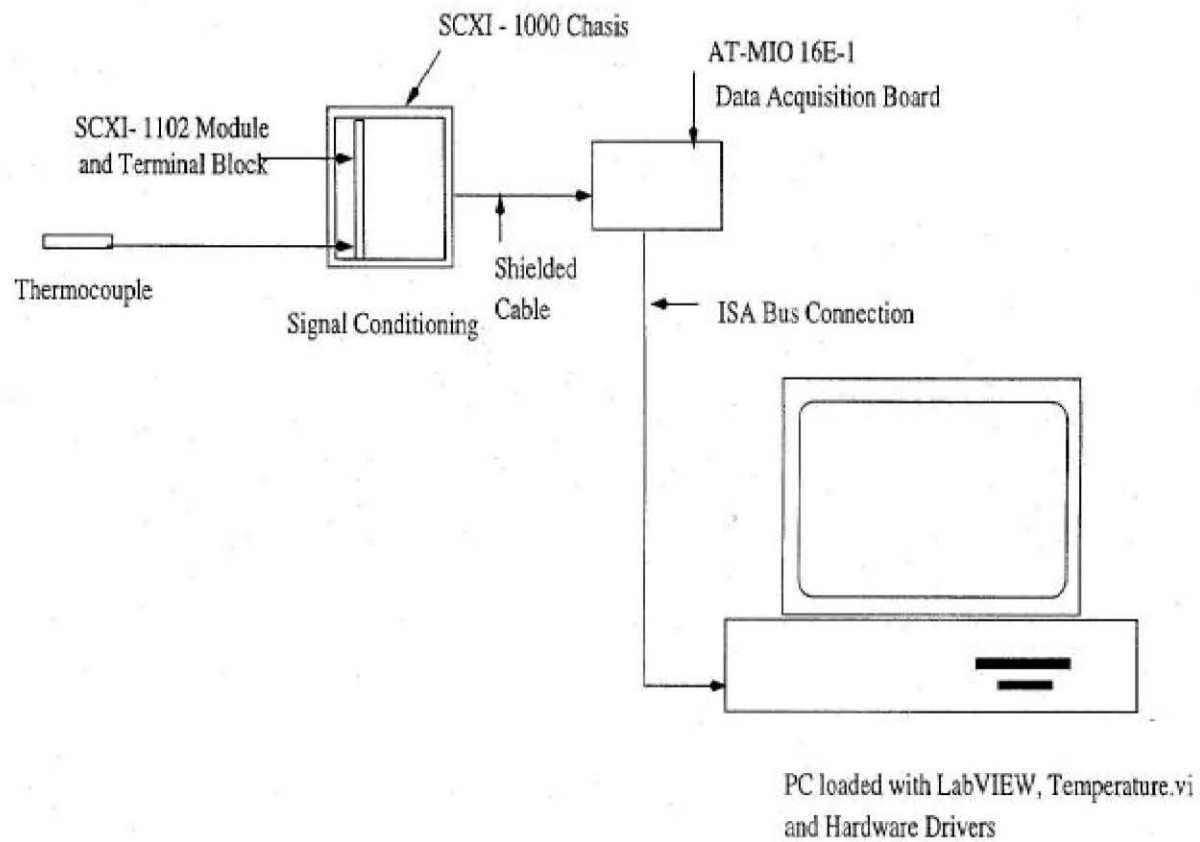 SCXI - 1000 Chasis
AT-MIO 16E-1
Data Acquisition Board
SCXI- 1102 Module
and Terminal Block
Thermocouple
Shielded
Cable
Signal Conditioning
ISA Bus Connection
PC loaded with LabVIEW, Temperature.vi
and Hardware Drivers